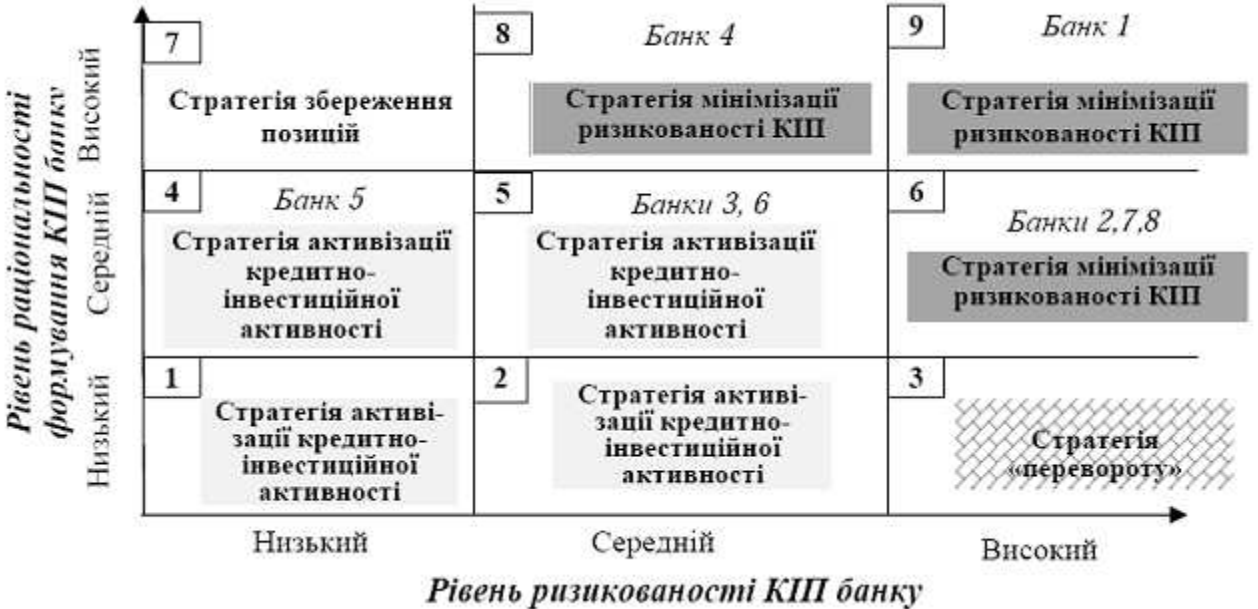 Рівень раціональності
формування КІП банку
Високий
7
Стратегія збереження
позицій
8
Банк 4
Стратегія мінімізації
ризикованості КІП
9
Банк 1
Стратегія мінімізації
ризикованості КІП
Середній
4
Банк 5
Стратегія активізації
кредитно-
інвестиційної
активності
5
Банки 3, 6
Стратегія активізації
кредитно-
інвестиційної
активності
6
Банки 2,7,8
Стратегія мінімізації
ризикованості КІП
Низький
1
Стратегія активі-
зації кредитно-
інвестиційної
активності
2
Стратегія активі-
зації кредитно-
інвестиційної
активності
3
Стратегія
«перевороту»
Низький
Середній
Високий
Рівень ризикованості КІП банку